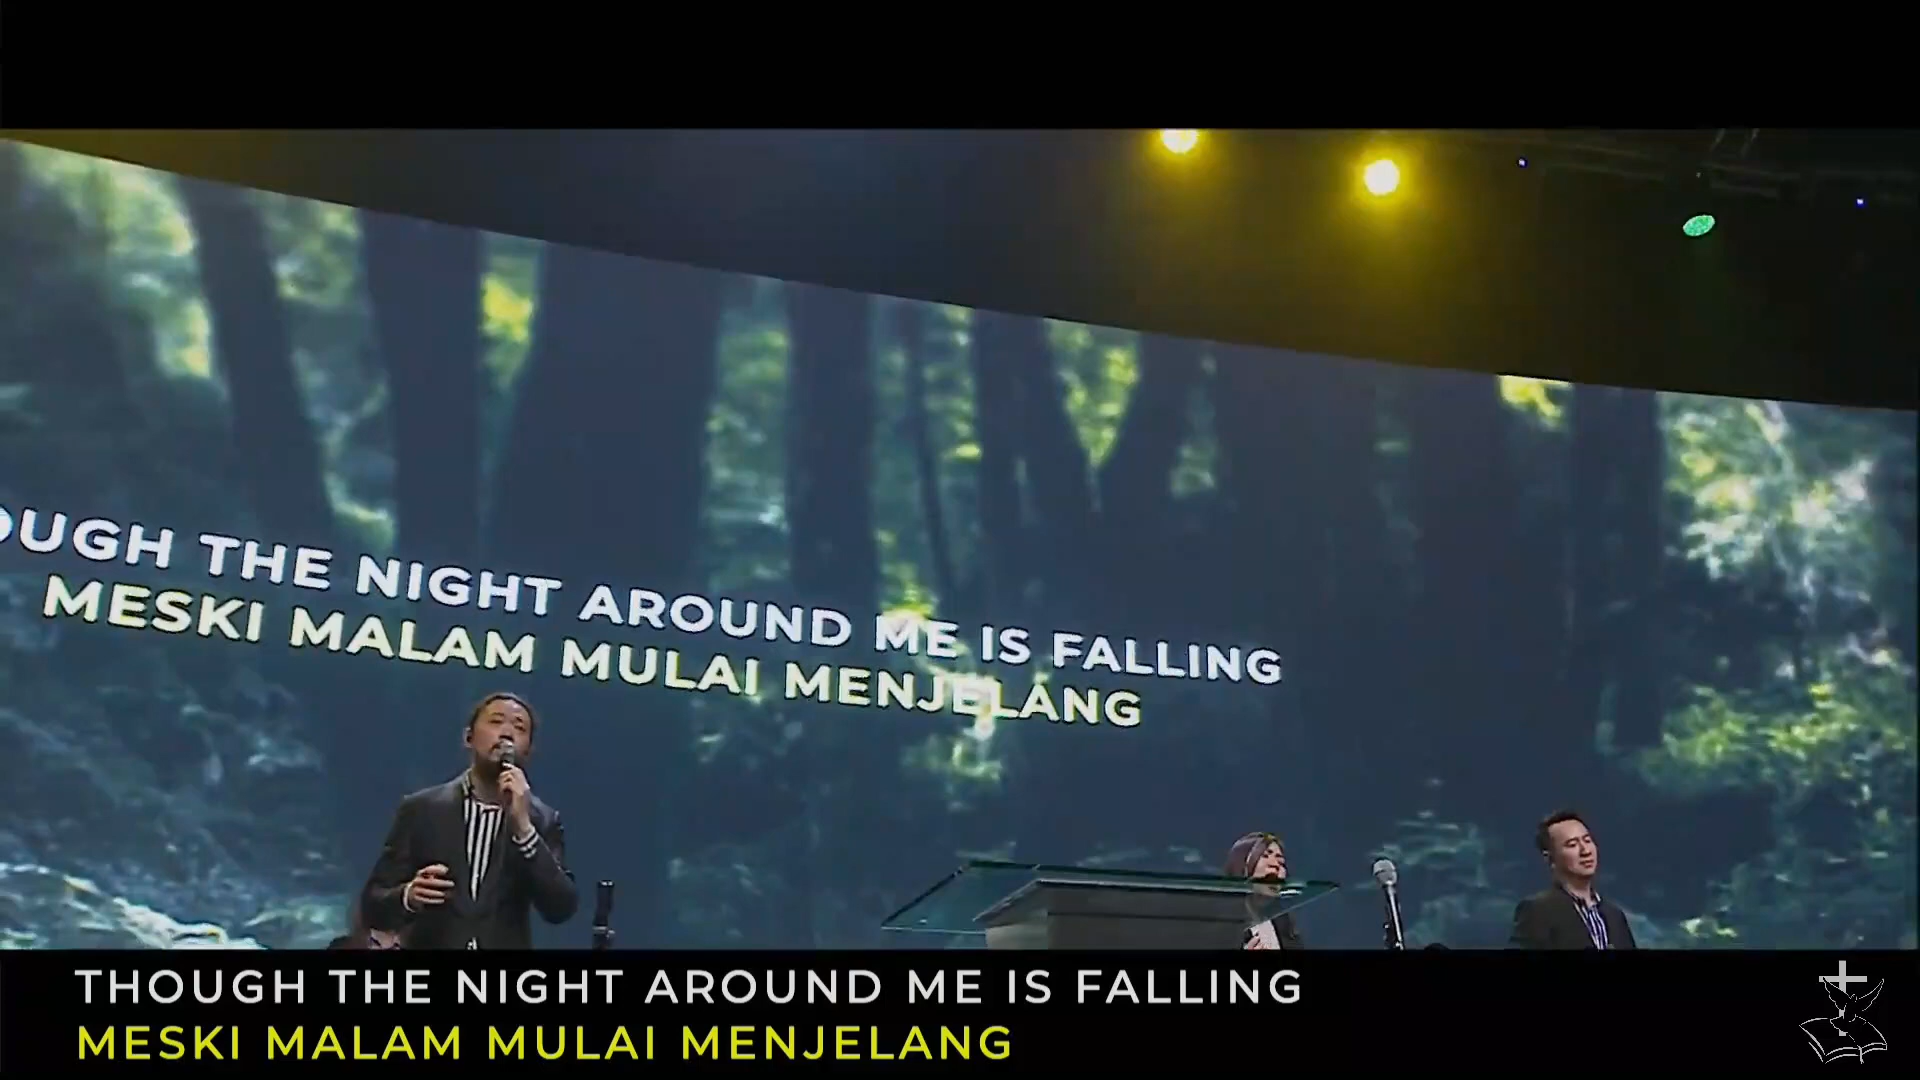 OUGH THE NIGHT AROUND ME IS FALLING
MESKI MALAM MULAI MENJELANG
THOUGH THE NIGHT AROUND ME IS FALLING
MESKI MALAM MULAI MENJELANG